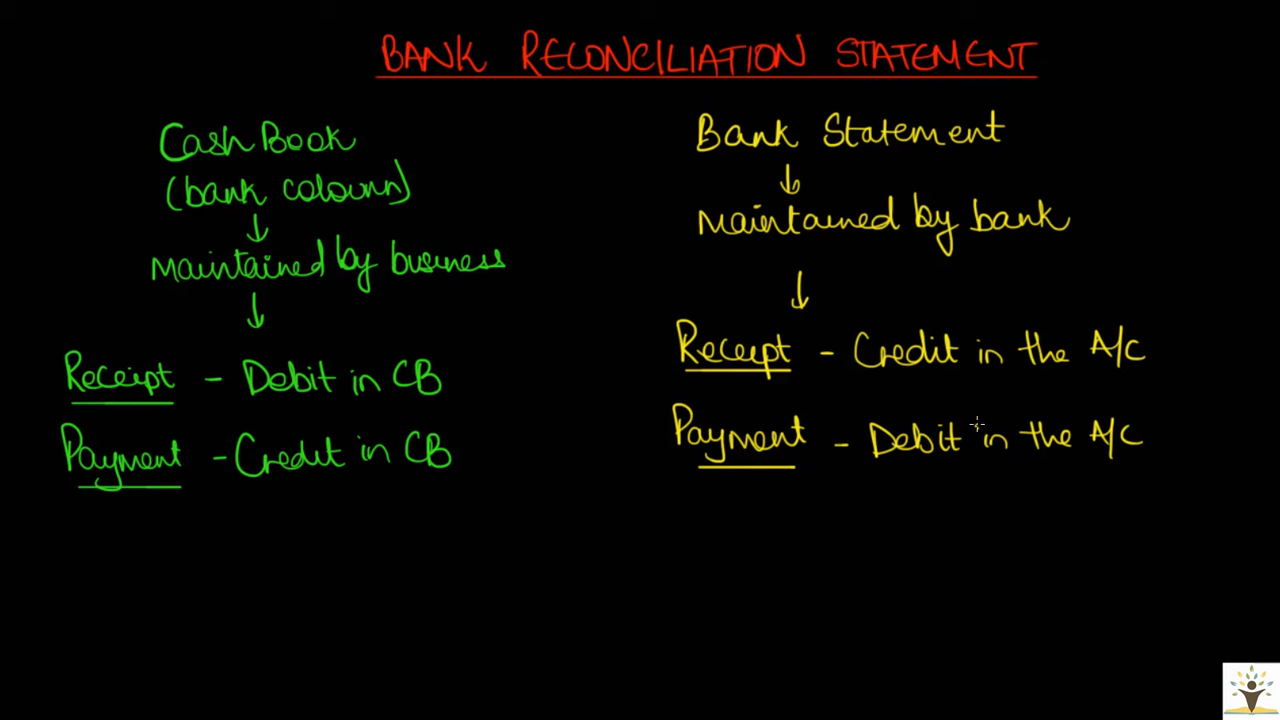 BANK RECONCILIATION STATEMENT
Cash Book
(bank coloumn)
↓
Maintained by business
↓
Receipt - Debit in CB
Payment - Credit in CB
Bank Statement
↓
Maintained by bank
↓
Receipt - Credit in the A/C
Payment - Debit in the A/C